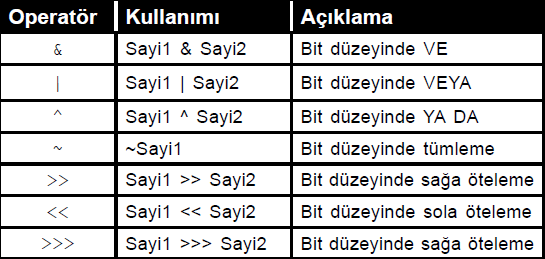 Operatör Kullanımı Açıklama
& Sayi1 & Sayi2 Bit düzeyinde VE
| Sayi1 | Sayi2 Bit düzeyinde VEYA
^ Sayi1 ^ Sayi2 Bit düzeyinde YA DA
~ ~Sayi1 Bit düzeyinde tümleme
>> Sayi1 >> Sayi2 Bit düzeyinde sağa öteleme
<< Sayi1 << Sayi2 Bit düzeyinde sola öteleme
>>> Sayi1 >>> Sayi2 Bit düzeyinde sağa öteleme